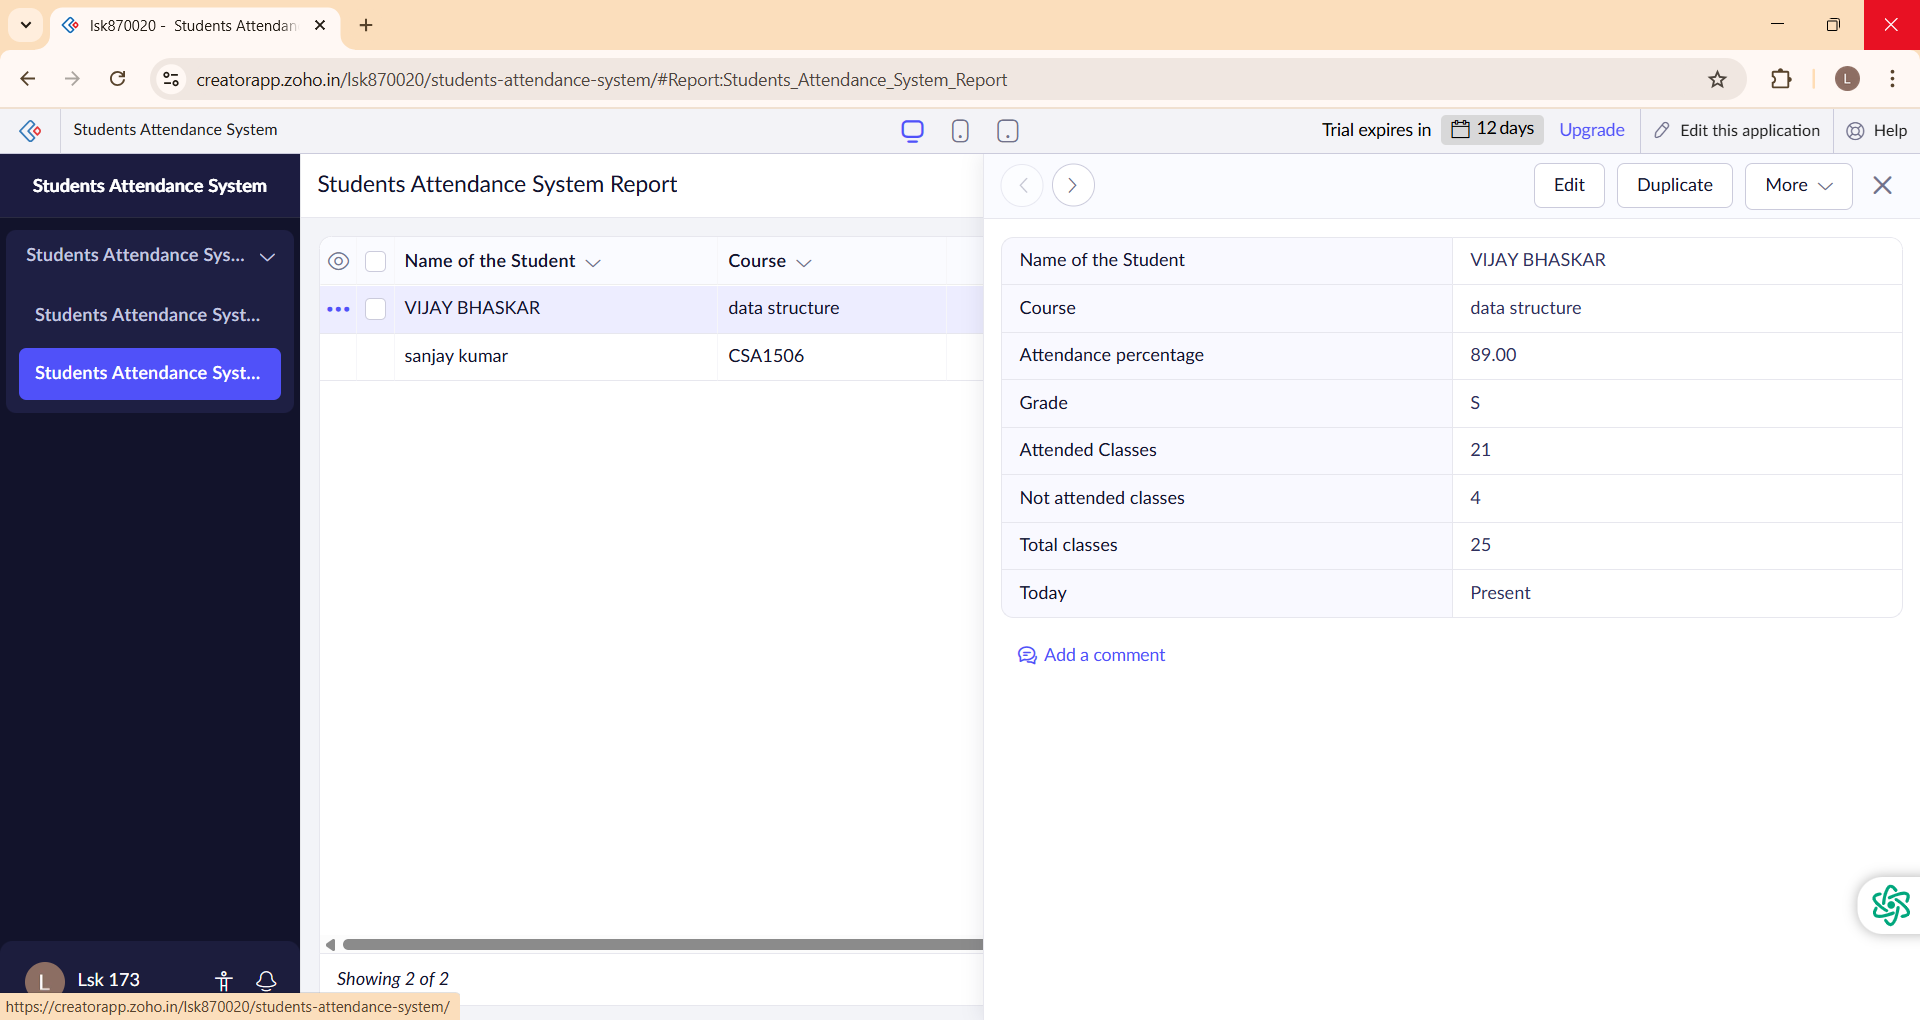 lsk870020 - Students Attendan
creatorapp.zoho.in/lsk870020/students-attendance-system/#Report:Students_Attendance_System_Report
L
Students Attendance System
Trial expires in 12 days Upgrade Edit this application Help
Students Attendance System
Students Attendance Sys...
Students Attendance Syst...
Students Attendance Syst...
Students Attendance System Report
Name of the Student Course
VIJAY BHASKAR data structure
sanjay kumar CSA1506
Showing 2 of 2
Edit Duplicate More
Name of the Student VIJAY BHASKAR
Course data structure
Attendance percentage 89.00
Grade S
Attended Classes 21
Not attended classes 4
Total classes 25
Today Present
Add a comment
L Lsk 173
https://creatorapp.zoho.in/lsk870020/students-attendance-system/